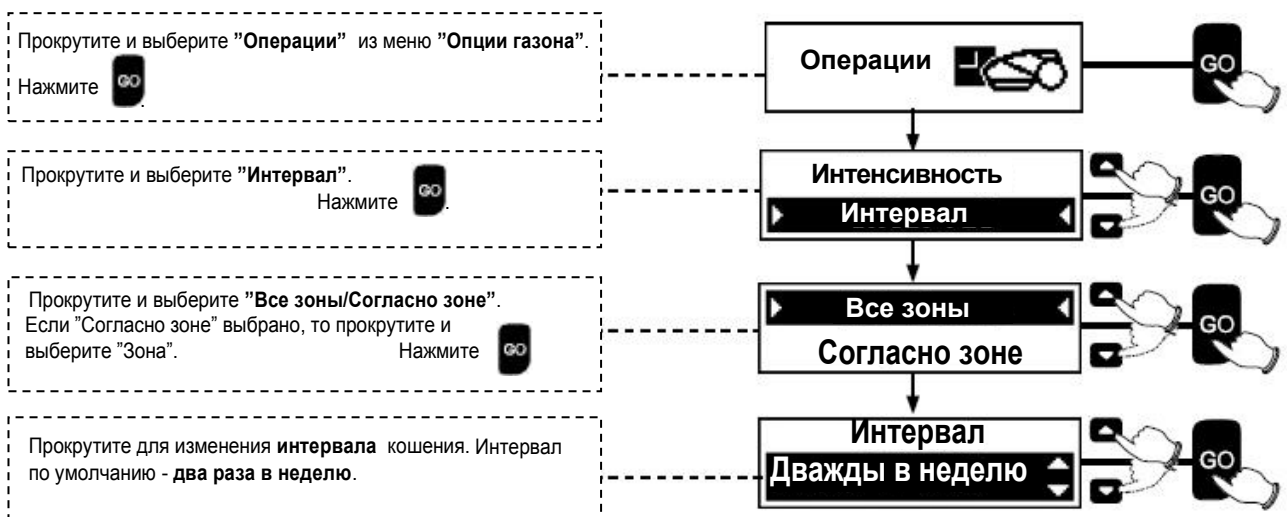 Прокрутите и выберите ”Операции” из меню ”Опции газона”.
Нажмите GO.
Операции
GO
Прокрутите и выберите ”Интервал”.
Нажмите GO.
Интенсивность
Интервал
GO
Прокрутите и выберите ”Все зоны/Согласно зоне”.
Если ”Согласно зоне” выбрано, то прокрутите и
выберите ”Зона”. Нажмите GO
Все зоны
Согласно зоне
GO
Прокрутите для изменения интервала кошения. Интервал
по умолчанию - два раза в неделю.
Интервал
Дважды в неделю
GO